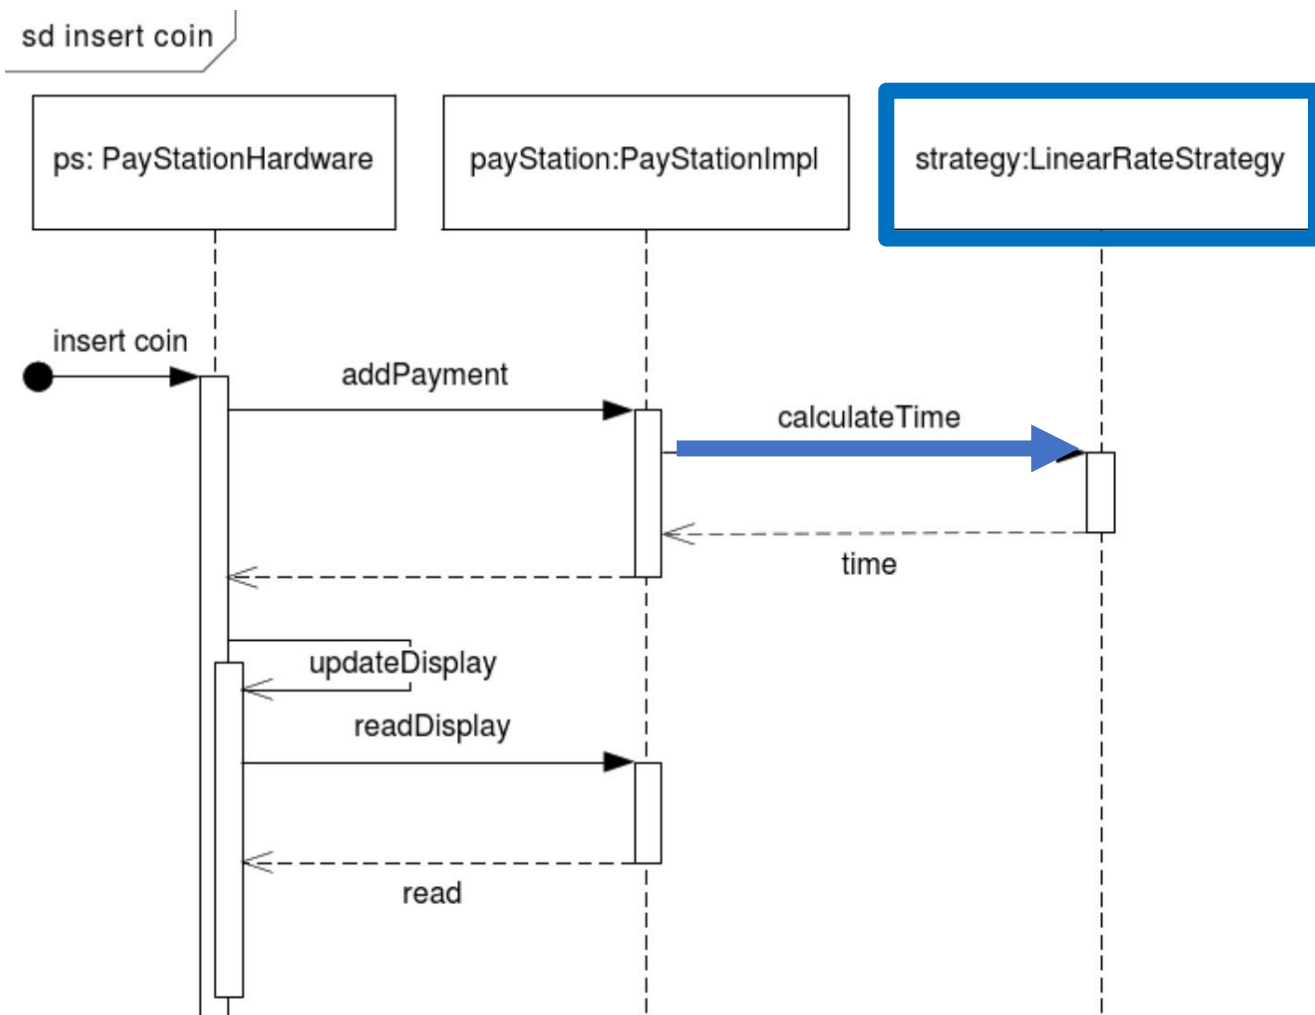 sd insert coin
ps: PayStationHardware
payStation:PayStationImpl
strategy:LinearRateStrategy
insert coin
addPayment
calculateTime
time
updateDisplay
readDisplay
read